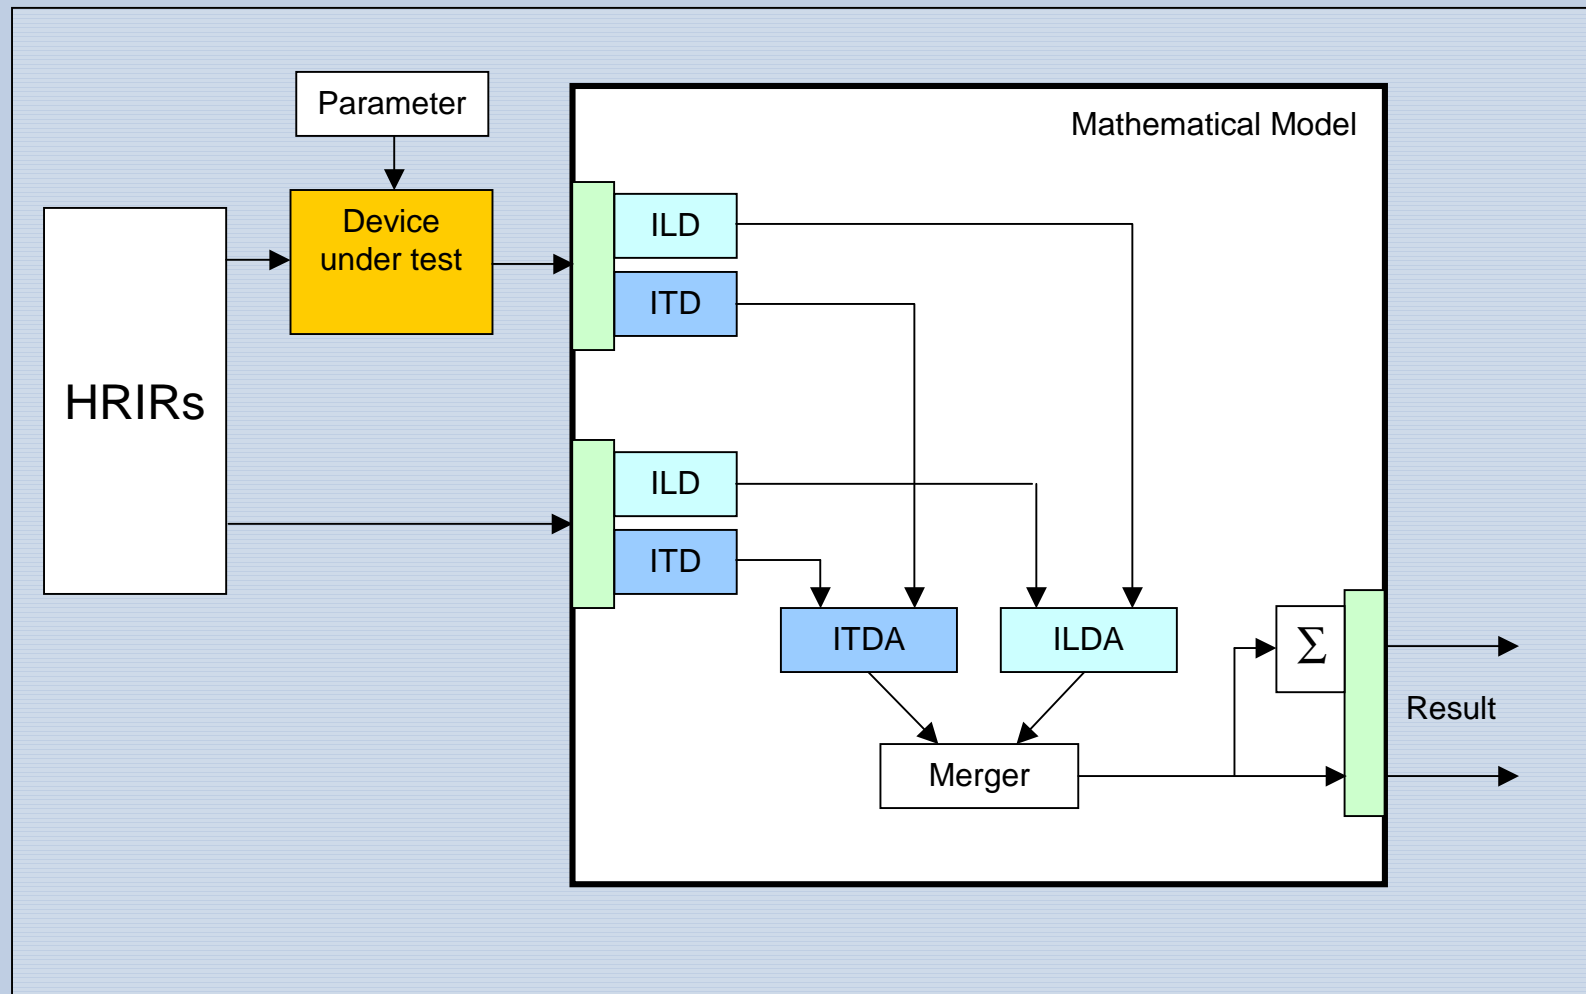 Parameter
Mathematical Model
Device
under test
ILD
ITD
HRIRs
ILD
ITD
ITDA
ILDA
Σ
Result
Merger